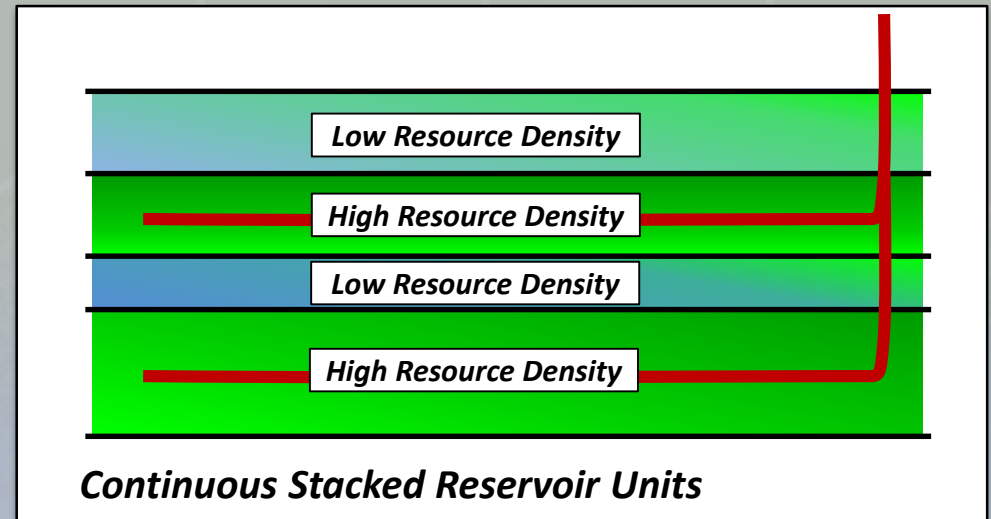 Low Resource Density
High Resource Density
Low Resource Density
High Resource Density
Continuous Stacked Reservoir Units